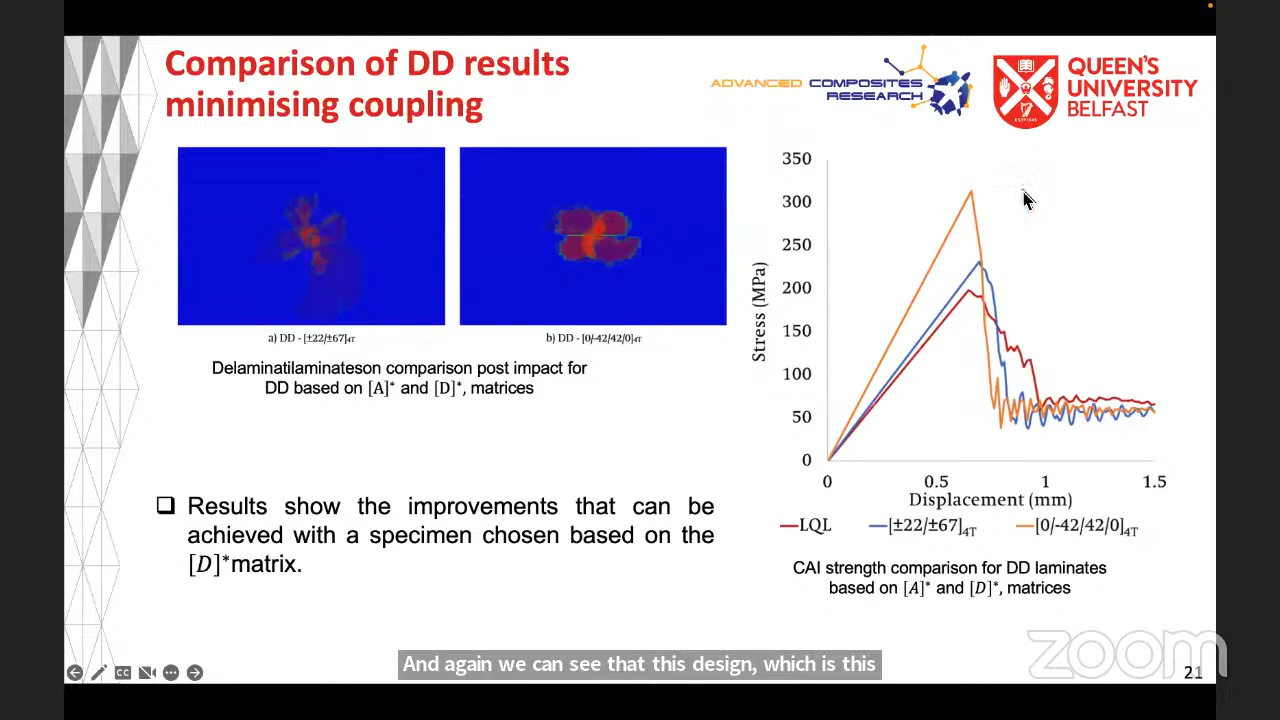 Comparison of DD results
minimising coupling
ADVANCED COMPOSITES
RESEARCH
QUEEN'S
UNIVERSITY
BELFAST
a) DD - [±22/±67]4T
b) DD - [0/-42/42/0]4T
Delaminatilaminateson comparison post impact for
DD based on [A]* and [D]*, matrices
❑ Results show the improvements that can be
achieved with a specimen chosen based on the
[D]*matrix.
350
300
250
200
150
100
50
0
Stress (MPa)
0 0.5 1 1.5
Displacement (mm)
LQL [±22/±67]4T [0/-42/42/0]4T
CAI strength comparison for DD laminates
based on [A]* and [D]*, matrices
And again we can see that this design, which is this
zoom
21
CC